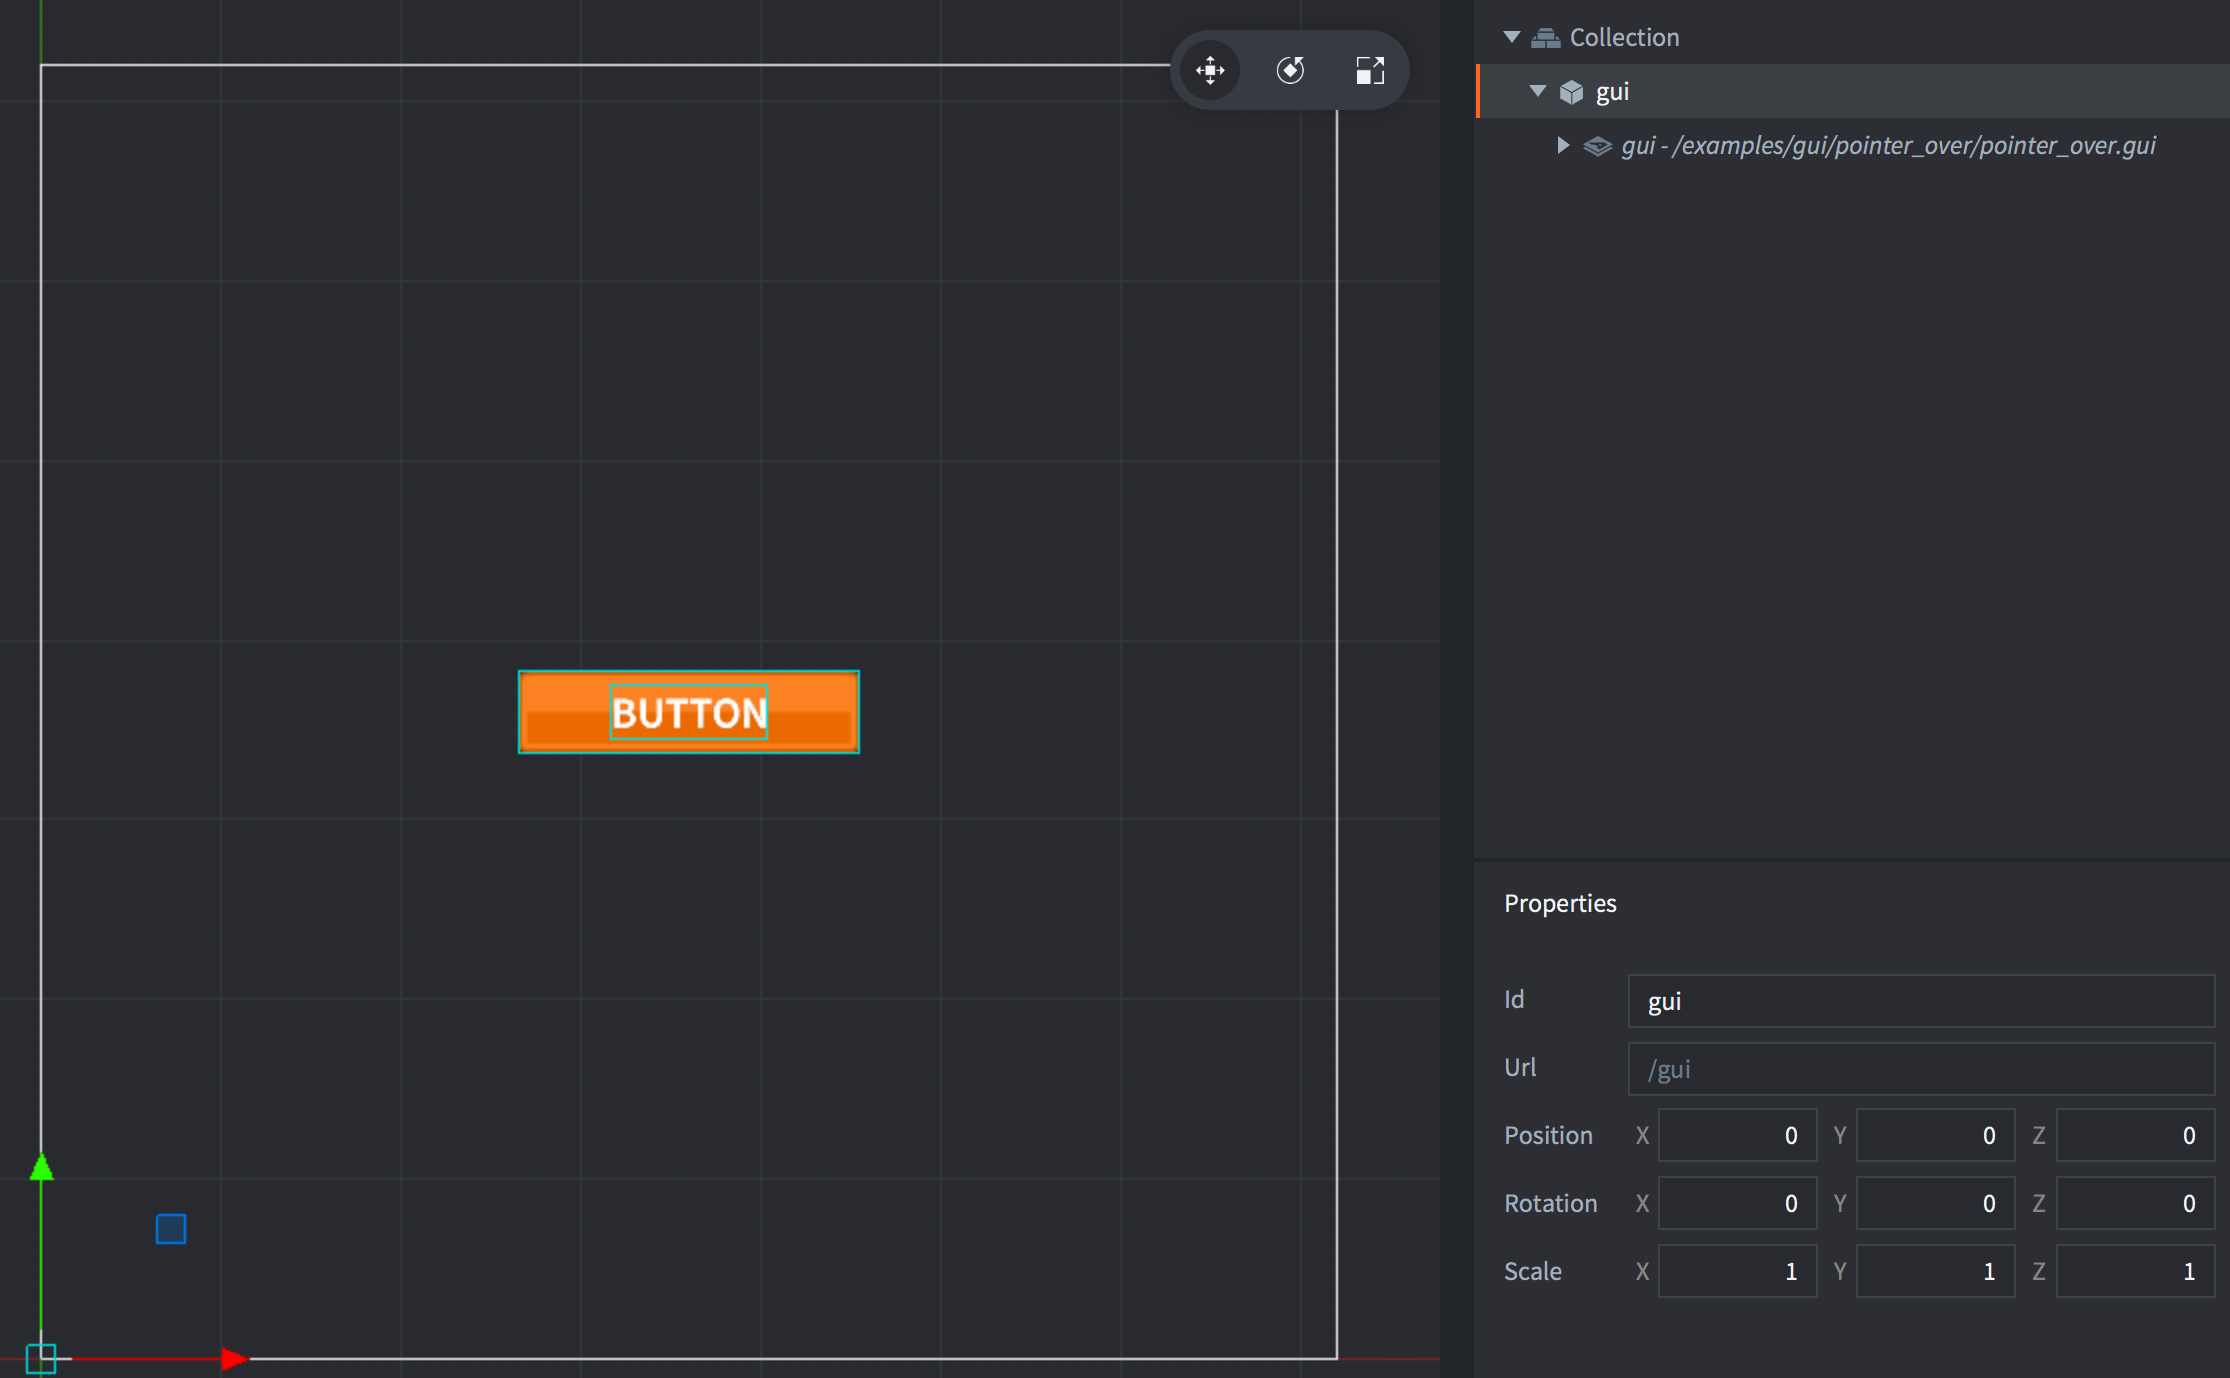 BUTTON
Collection
gui
gui - /examples/gui/pointer_over/pointer_over.gui
Properties
Id gui
Url /gui
Position X 0 Y 0 Z 0
Rotation X 0 Y 0 Z 0
Scale X 1 Y 1 Z 1